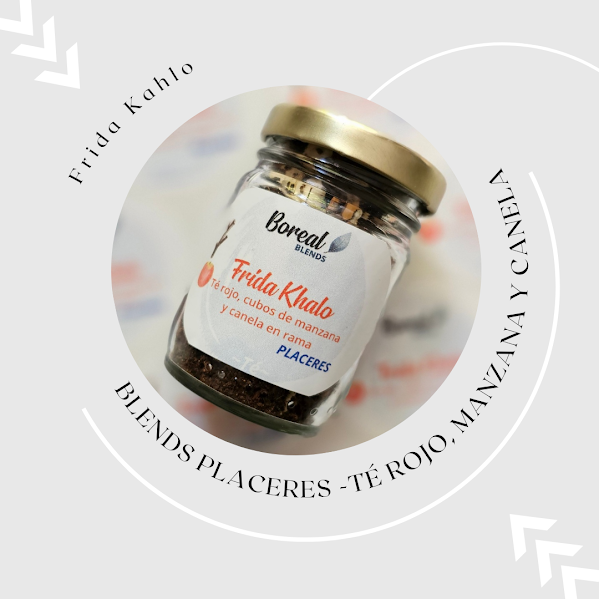 Frida Kahlo
Boreal
BLENDS
Frida Khalo
Té rojo, cubos de manzana
y canela en rama
PLACERES
BLENDS PLACERES -TÉ ROJO, MANZANA Y CANELA